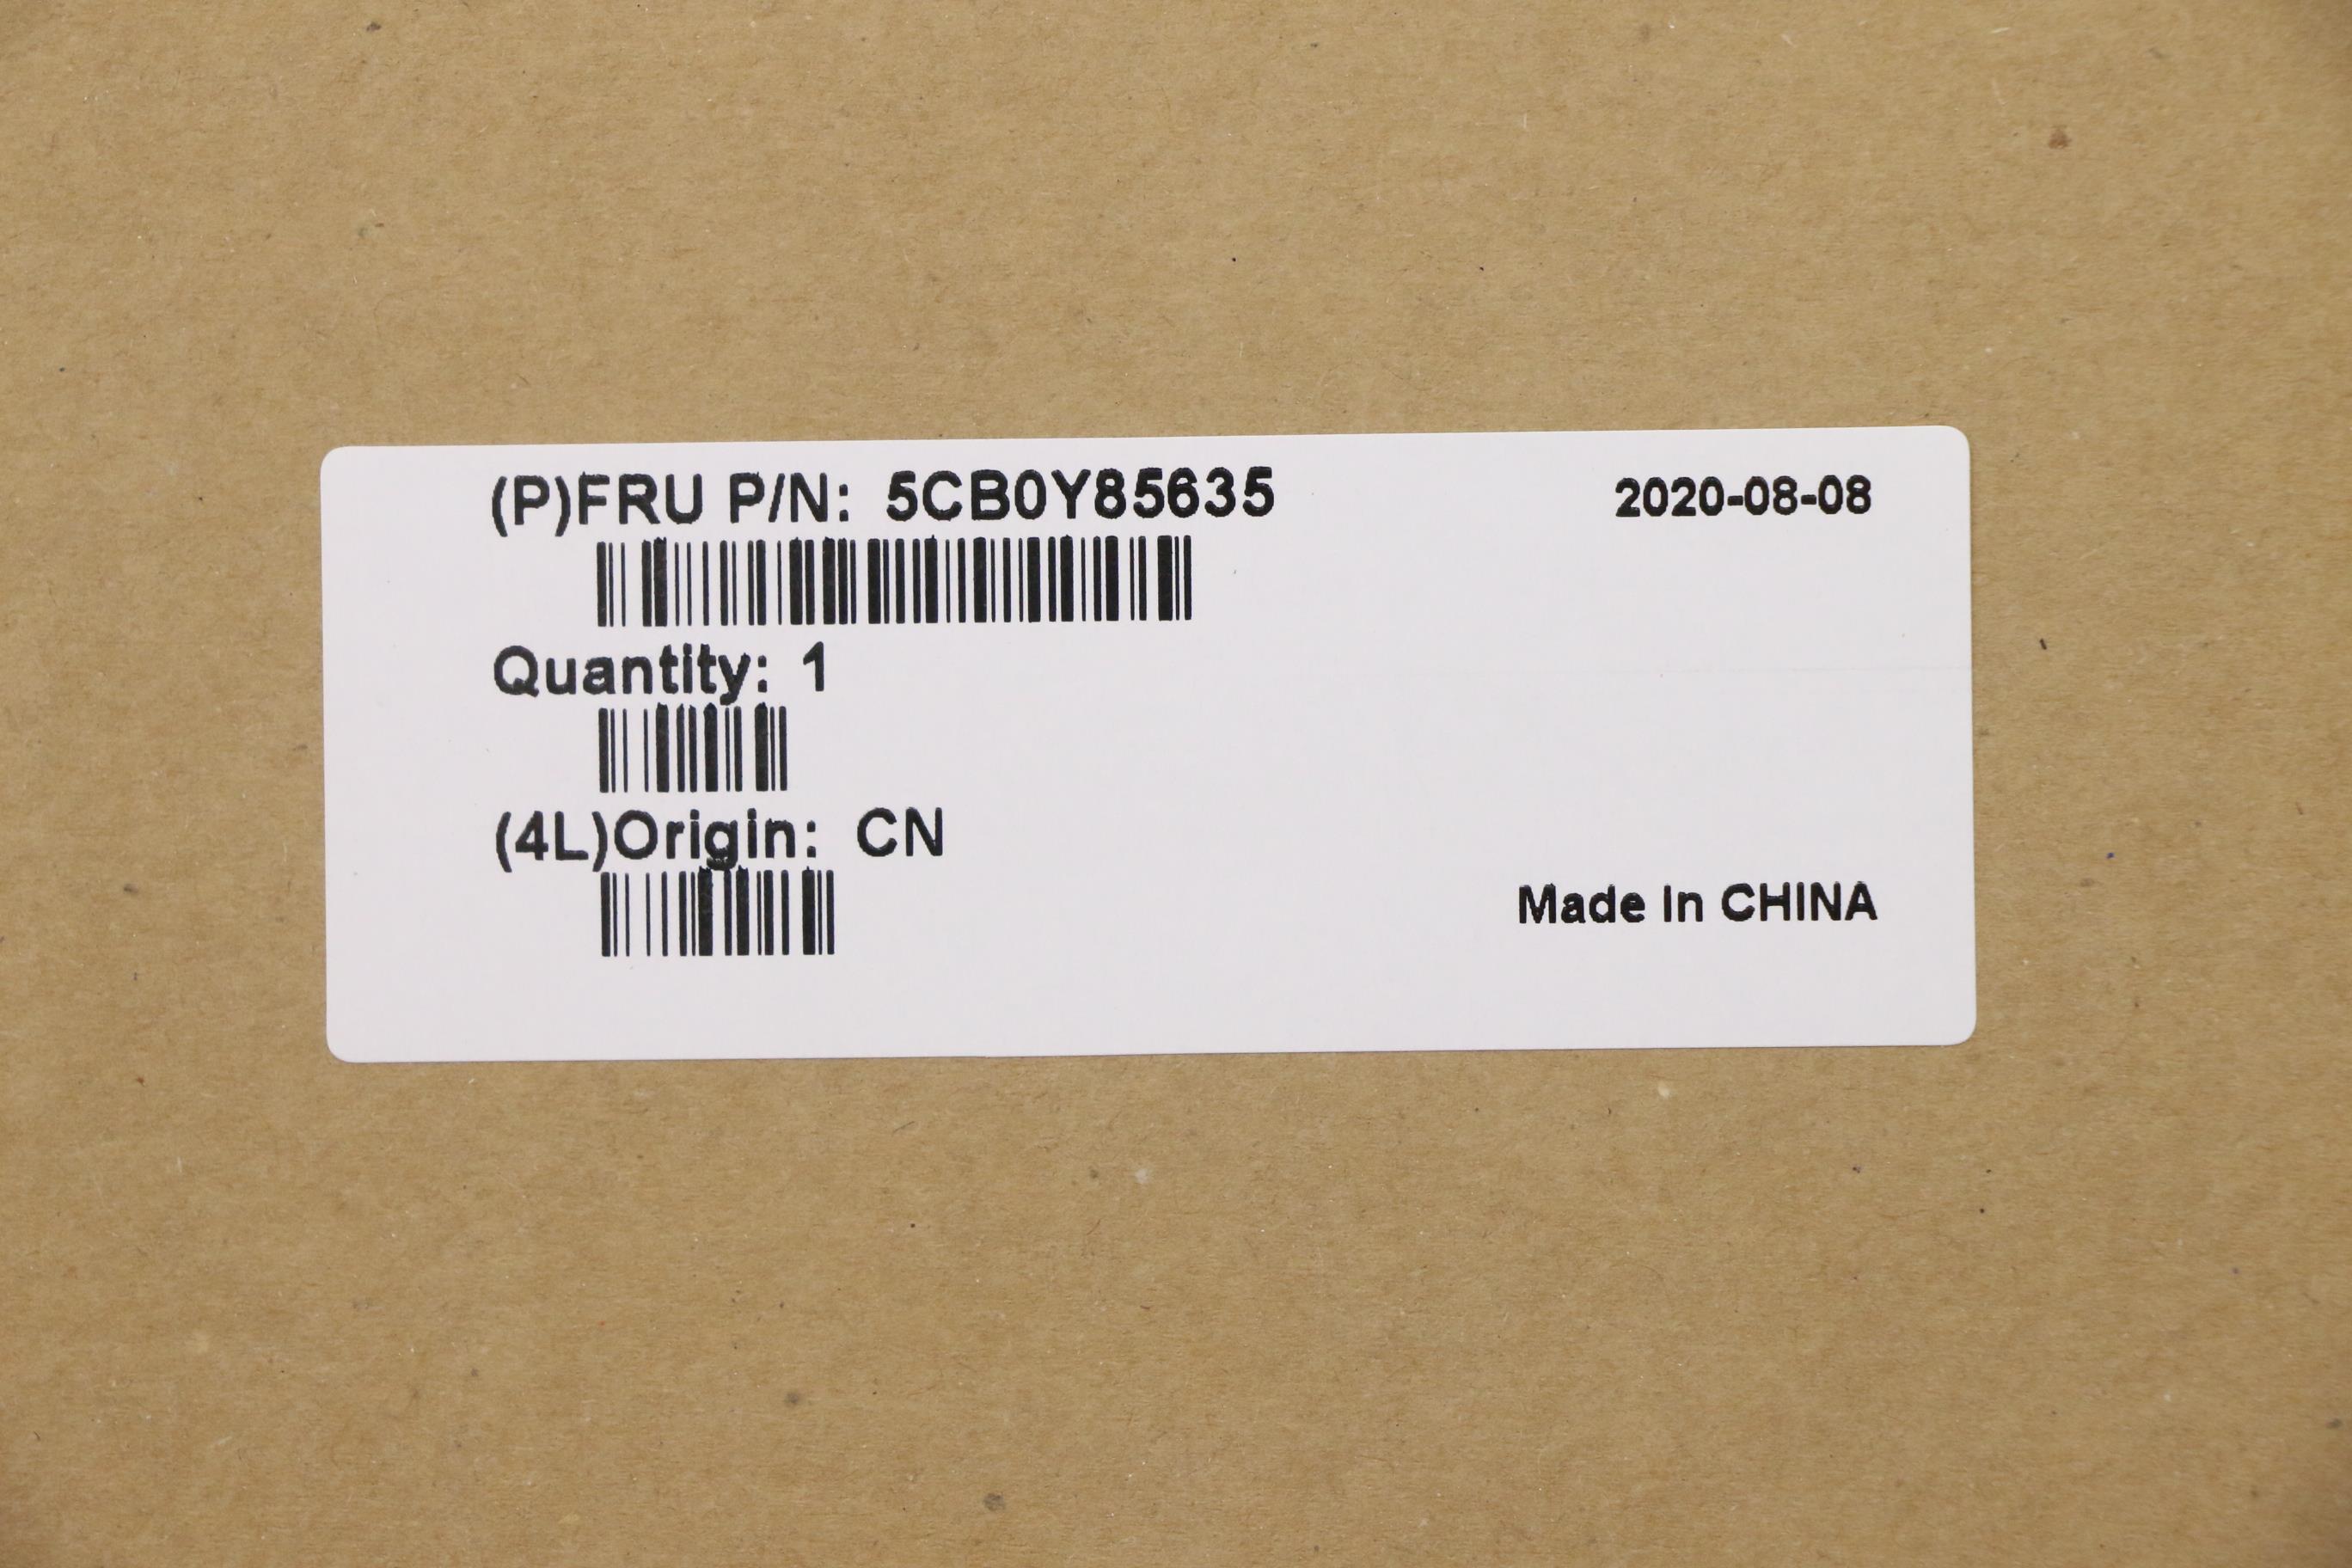 (P)FRU P/N: 5CB0Y85635
2020-08-08
Quantity: 1
(4L)Origin: CN
Made In CHINA